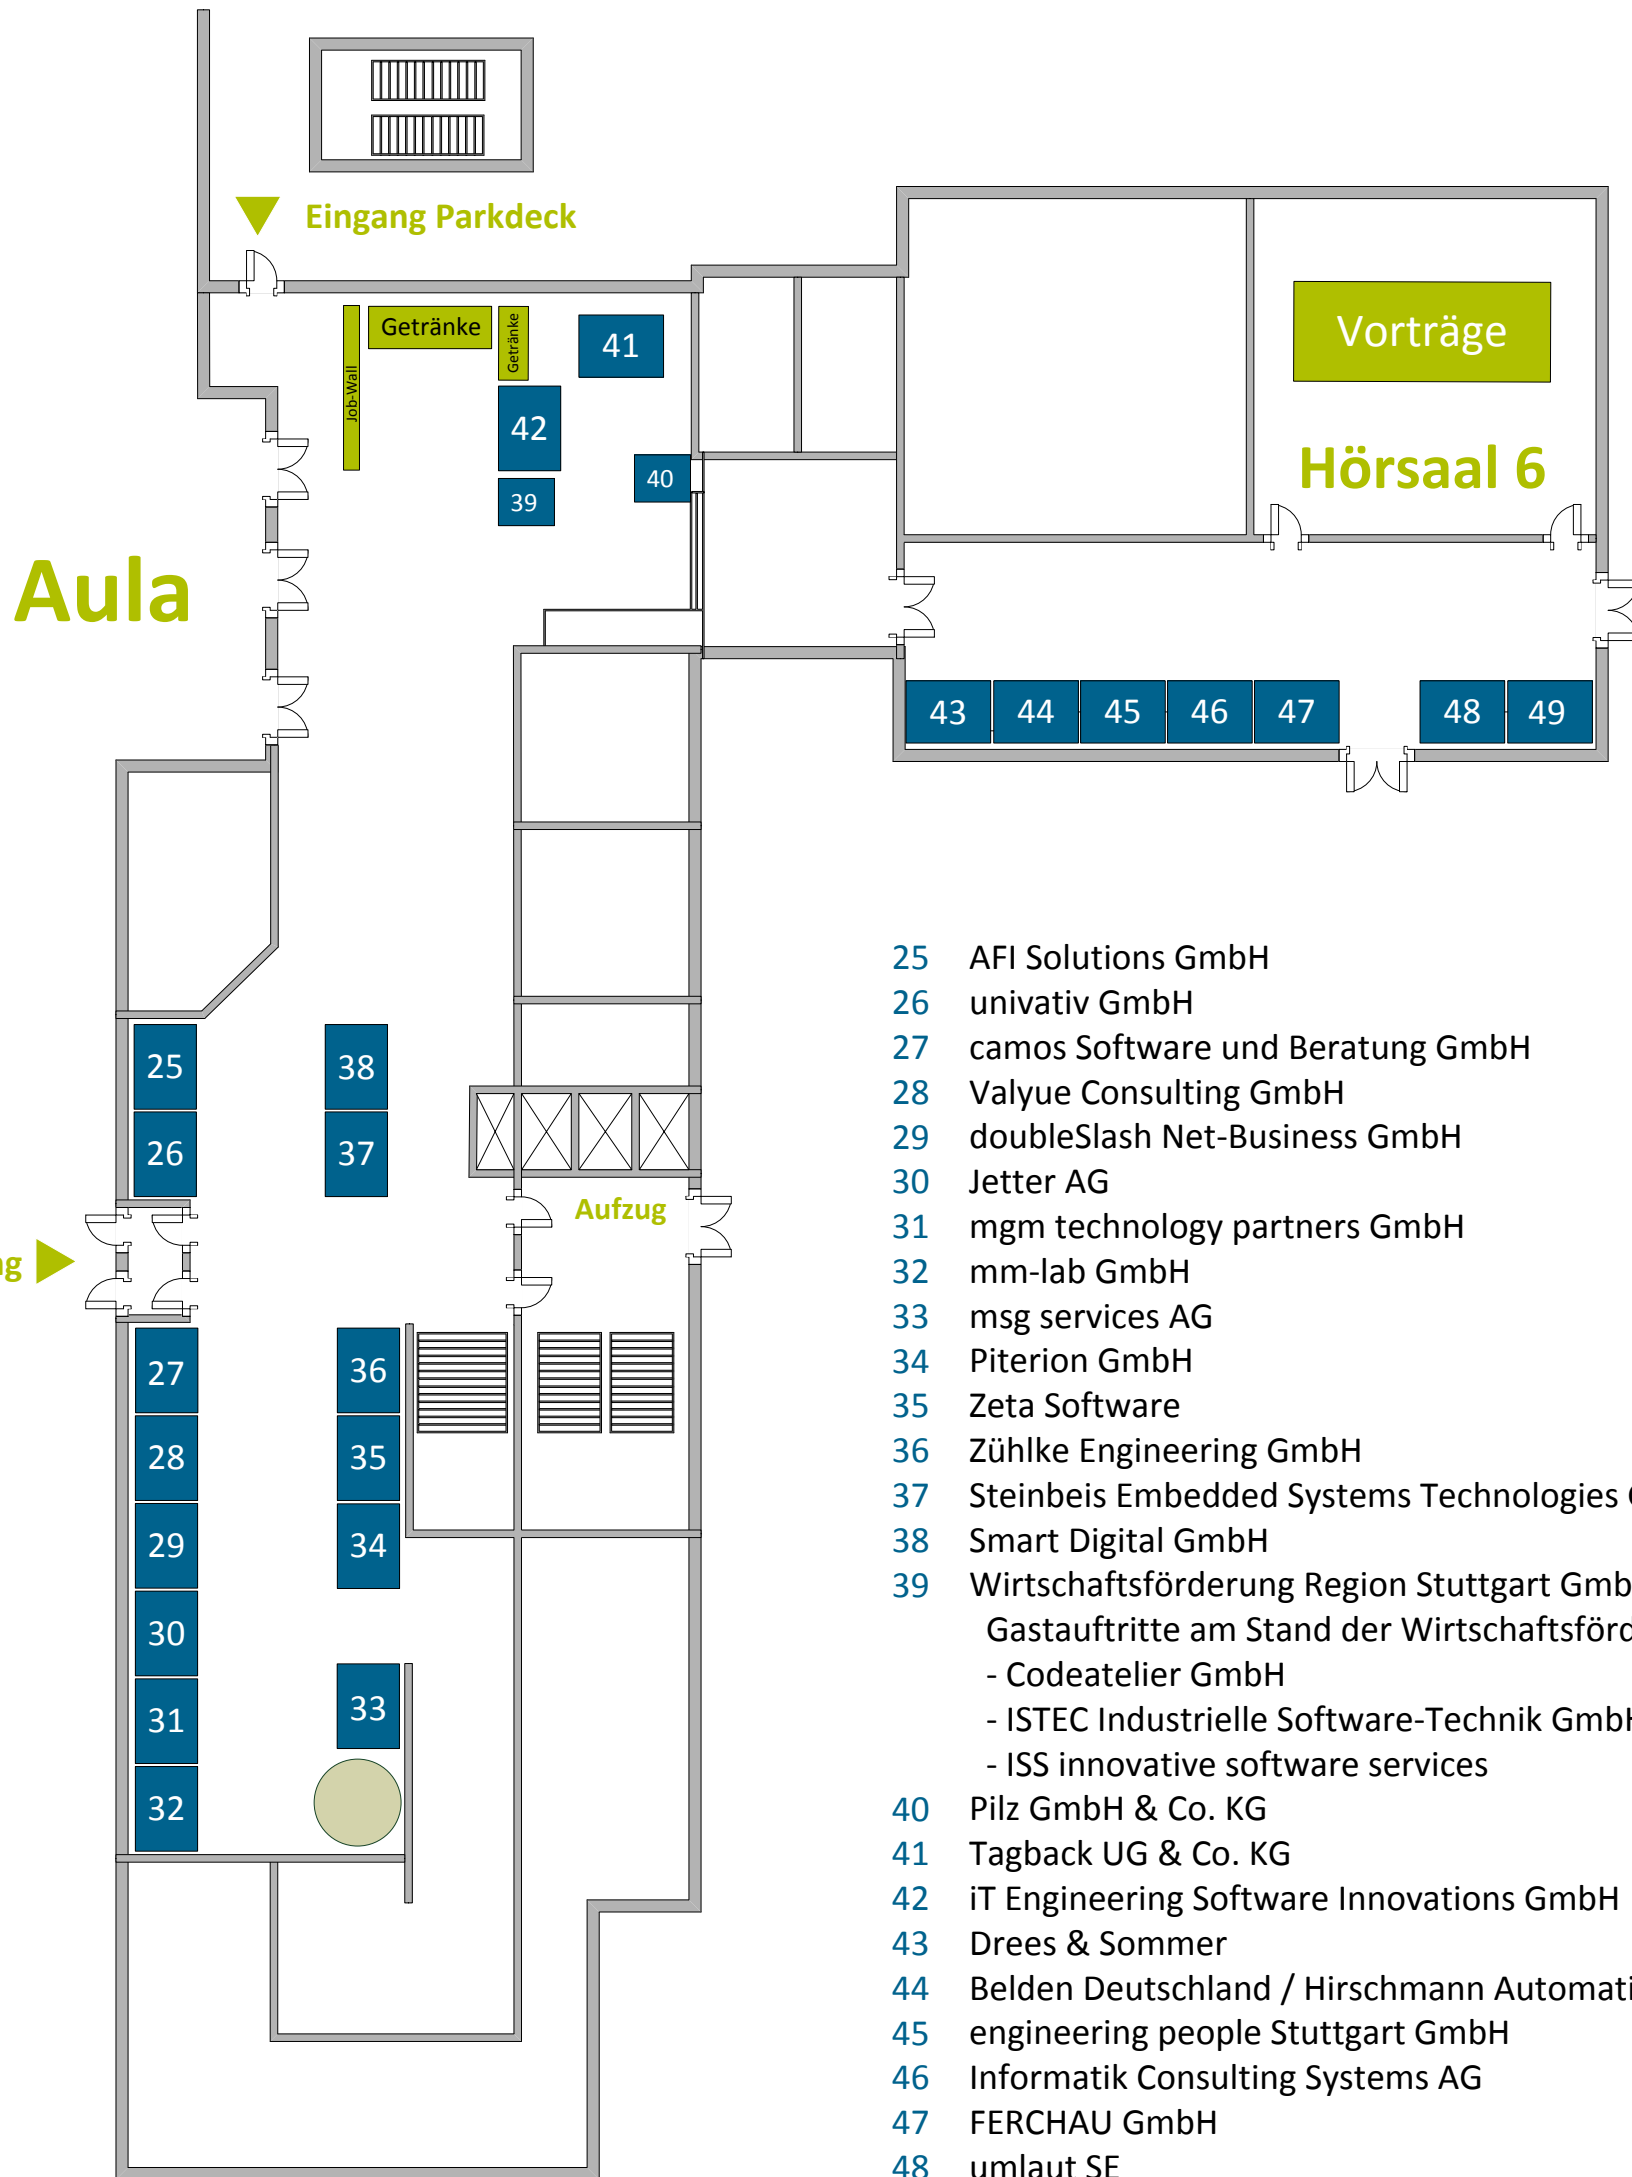 Eingang Parkdeck
Getränke
Getränke
Job-Wall
41
42
40
39
Vorträge
Hörsaal 6
Aula
43 44 45 46 47 48 49
25 38
26 37
Aufzug
27 36
28 35
29 34
30
31 33
32
25 AFI Solutions GmbH
26 univativ GmbH
27 camos Software und Beratung GmbH
28 Valyue Consulting GmbH
29 doubleSlash Net-Business GmbH
30 Jetter AG
31 mgm technology partners GmbH
32 mm-lab GmbH
33 msg services AG
34 Piterion GmbH
35 Zeta Software
36 Zühlke Engineering GmbH
37 Steinbeis Embedded Systems Technologies
38 Smart Digital GmbH
39 Wirtschaftsförderung Region Stuttgart
Gastauftritte am Stand der
- Codeatelier GmbH
- ISTEC Industrielle Software-Technik GmbH
- ISS innovative software services
40 Pilz GmbH & Co. KG
41 Tagback UG & Co. KG
42 iT Engineering Software Innovations GmbH
43 Drees & Sommer
44 Belden Deutschland / Hirschmann
45 engineering people Stuttgart GmbH
46 Informatik Consulting Systems AG
47 FERCHAU GmbH
48 umlaut SE